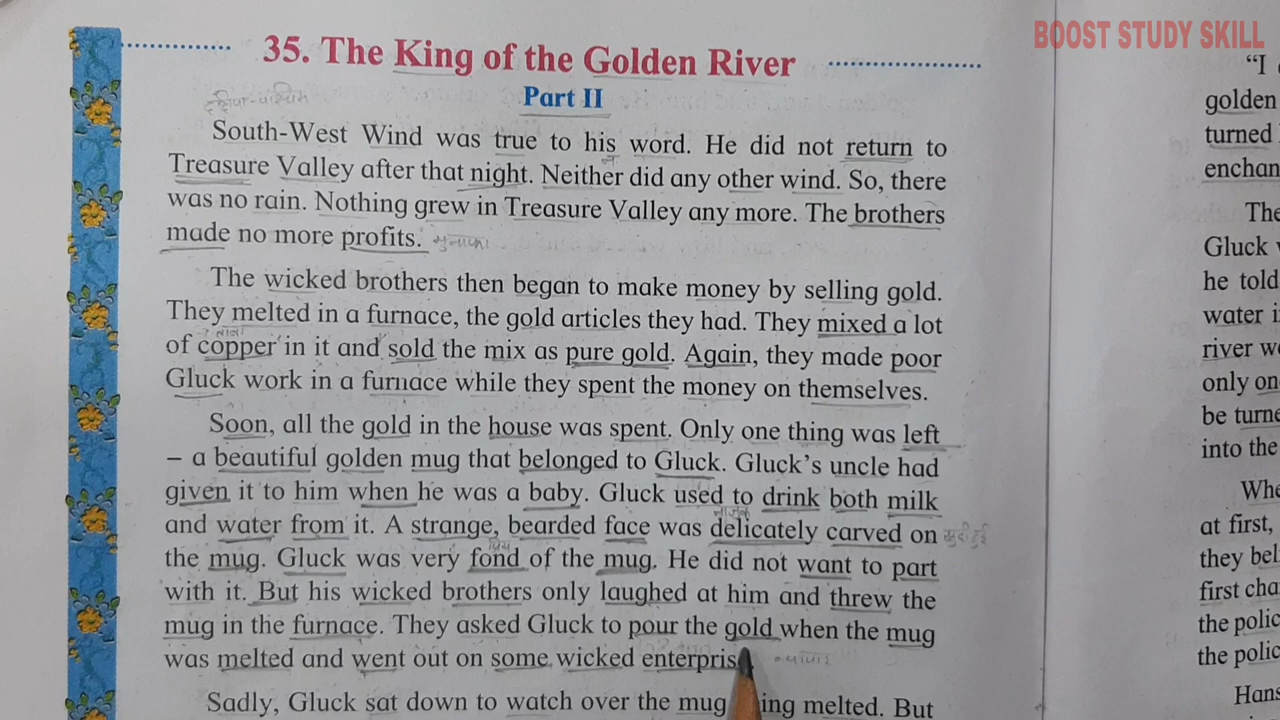 BOOST STUDY SKILL
35. The King of the Golden River
Part II
South-West Wind was true to his word. He did not return to
Treasure Valley after that night. Neither did any other wind. So, there
was no rain. Nothing grew in Treasure Valley any more. The brothers
made no more profits. मुनाफा
The wicked brothers then began to make money by selling gold.
They melted in a furnace, the gold articles they had. They mixed a lot
of copper in it and sold the mix as pure gold. Again, they made poor
Gluck work in a furnace while they spent the money on themselves.
Soon, all the gold in the house was spent. Only one thing was left
– a beautiful golden mug that belonged to Gluck. Gluck's uncle had
given it to him when he was a baby. Gluck used to drink both milk
and water from it. A strange, bearded face was delicately carved on
the mug. Gluck was very fond of the mug. He did not want to part
with it. But his wicked brothers only laughed at him and threw the
mug in the furnace. They asked Gluck to pour the gold when the mug
was melted and went out on some wicked
Sadly, Gluck sat down to watch over the mug melted. But
"I
golden
turned
enchan
The
Gluck
he told
water
river
only
be
into the
Whe
at first,
they bel
first cha
the polic
the polic
Hans